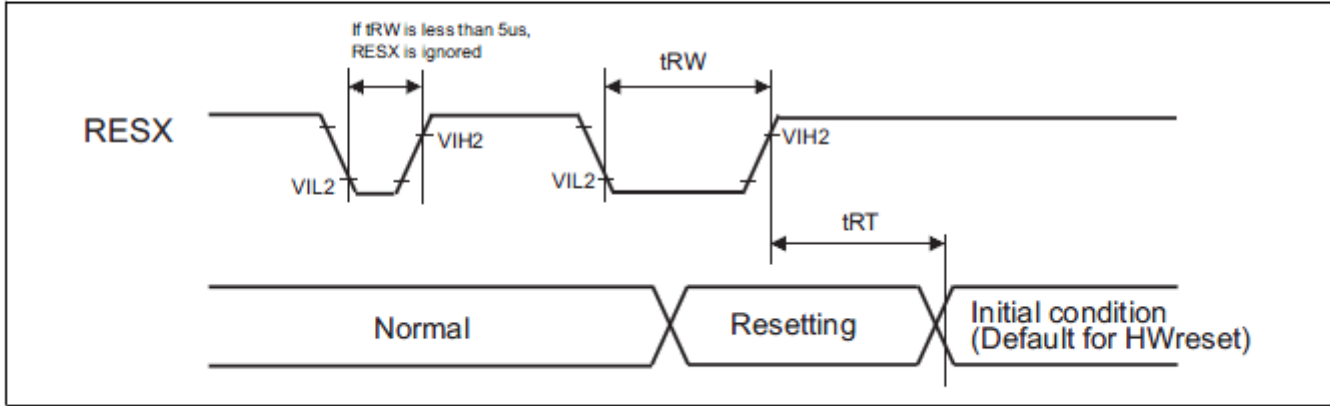 If tRW is less than 5us,
RESX is ignored
tRW
RESX
VIH2
VIH2
VIL2
VIL2
tRT
Normal
Resetting
Initial condition
(Default for HWreset)